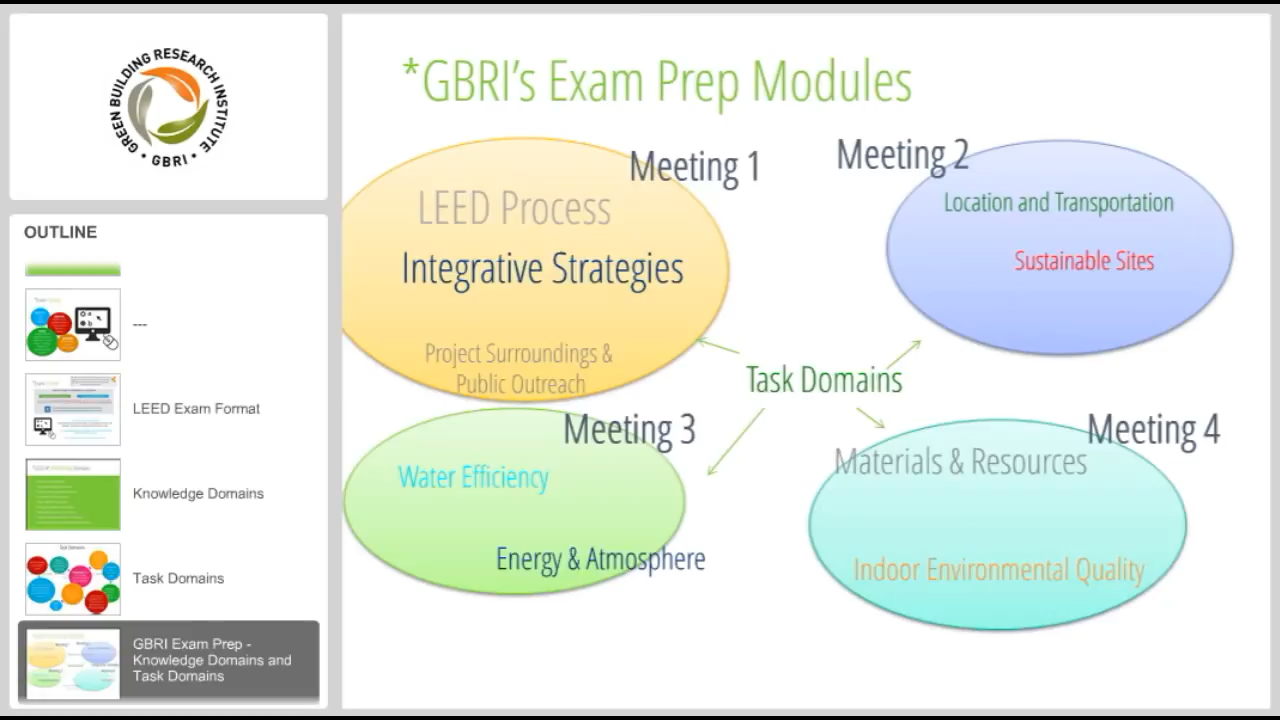 GREEN BUILDING RESEARCH INSTITUTE
• GBRI •
OUTLINE
---
LEED Exam Format
Knowledge Domains
Task Domains
GBRI Exam Prep -
Knowledge Domains and
Task Domains
*GBRI's Exam Prep Modules
Meeting 1
LEED Process
Integrative Strategies
Project Surroundings &
Public Outreach
Meeting 2
Location and Transportation
Sustainable Sites
Task Domains
Meeting 3
Water Efficiency
Energy & Atmosphere
Meeting 4
Materials & Resources
Indoor Environmental Quality